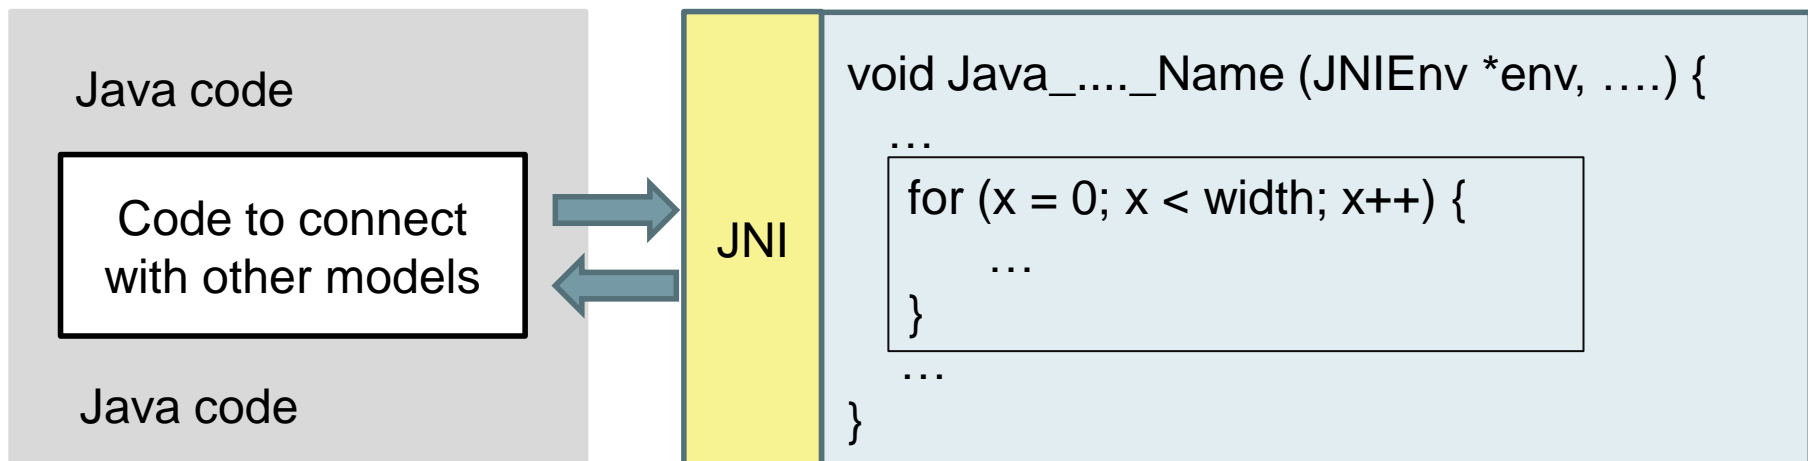 Java code
Code to connect
with other models
Java code
JNI
void Java_...._Name (JNIEnv *env, ….) {
…
for (x = 0; x < width; x++) {
…
}
…
}